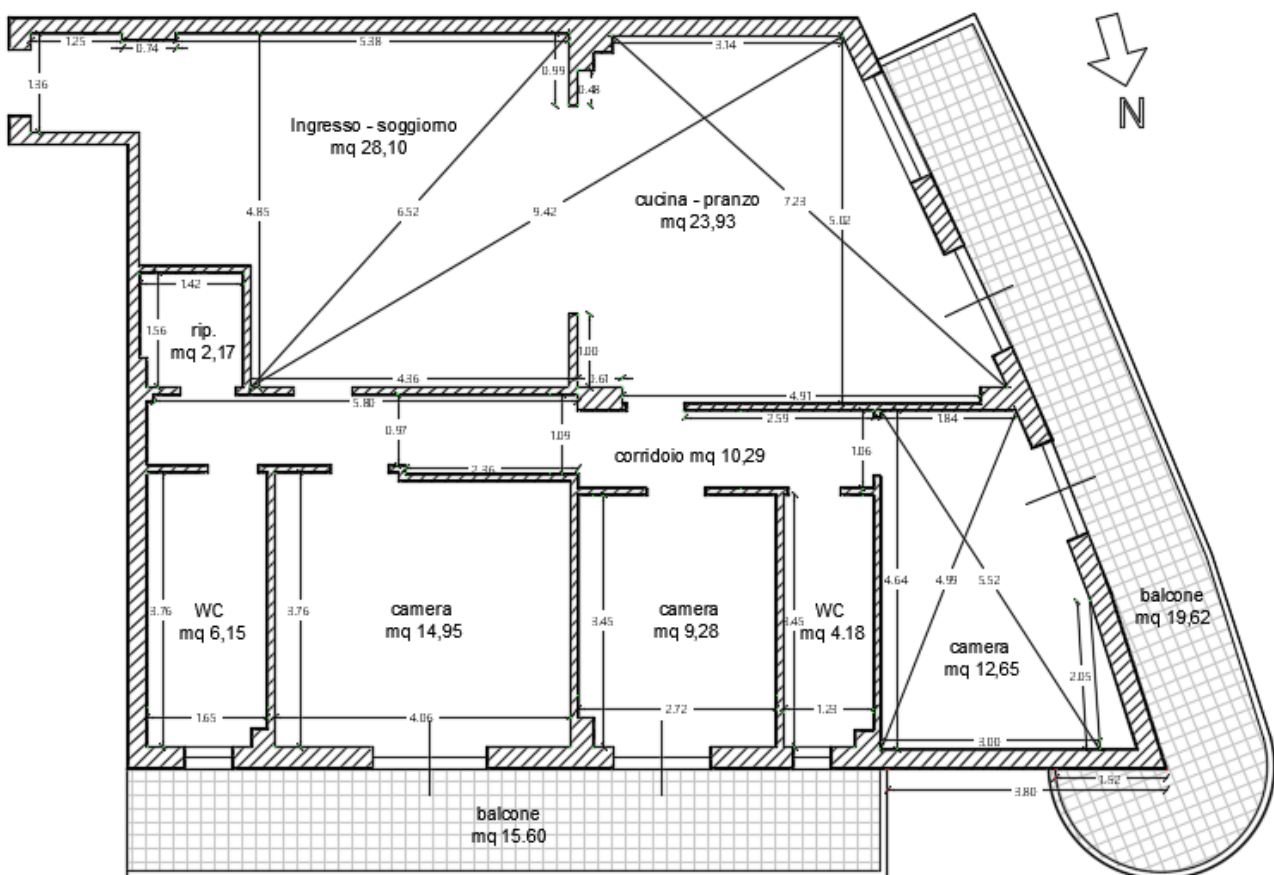 1.25
0.74
5.38
3.14
1.36
0.99
0.48
N
Ingresso - soggiorno
mq 28,10
4.85
6.52
9.42
cucina - pranzo
mq 23,93
7.23
5.02
1.42
1.56
rip.
mq 2,17
1.00
4.36
0.61
5.80
4.91
2.59
1.84
0.97
1.09
corridoio mq 10,29
1.06
2.36
3.76
WC
mq 6,15
3.76
camera
mq 14,95
3.45
camera
mq 9,28
3.45
WC
mq 4.18
4.64
4.99
5.52
camera
mq 12,65
2.05
balcone
mq 19,62
1.65
4.06
2.72
1.23
3.00
1.52
3.80
balcone
mq 15.60